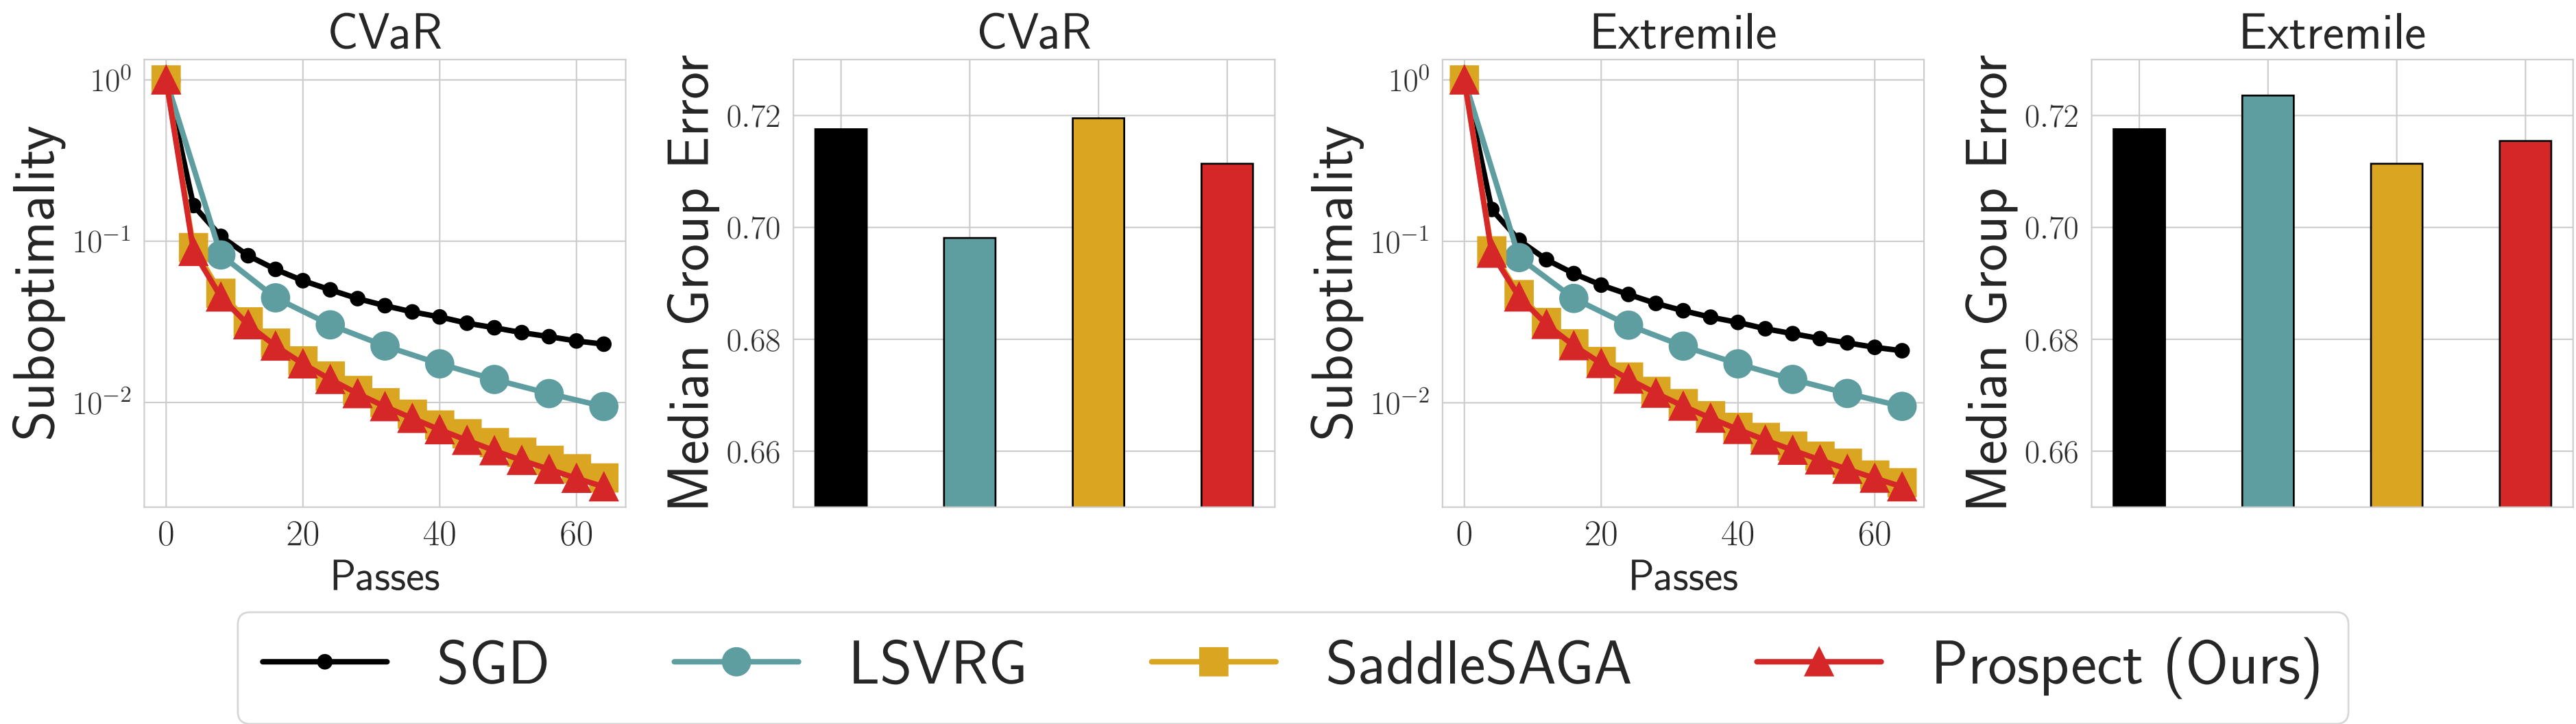 CVaR
Suboptimality
10^0
10^−1
10^−2
0 20 40 60
Passes
CVaR
Median Group Error
0.72
0.70
0.68
0.66
Extremile
Suboptimality
10^0
10^−1
10^−2
0 20 40 60
Passes
Extremile
Median Group Error
0.72
0.70
0.68
0.66
SGD LSVRG SaddleSAGA Prospect (Ours)